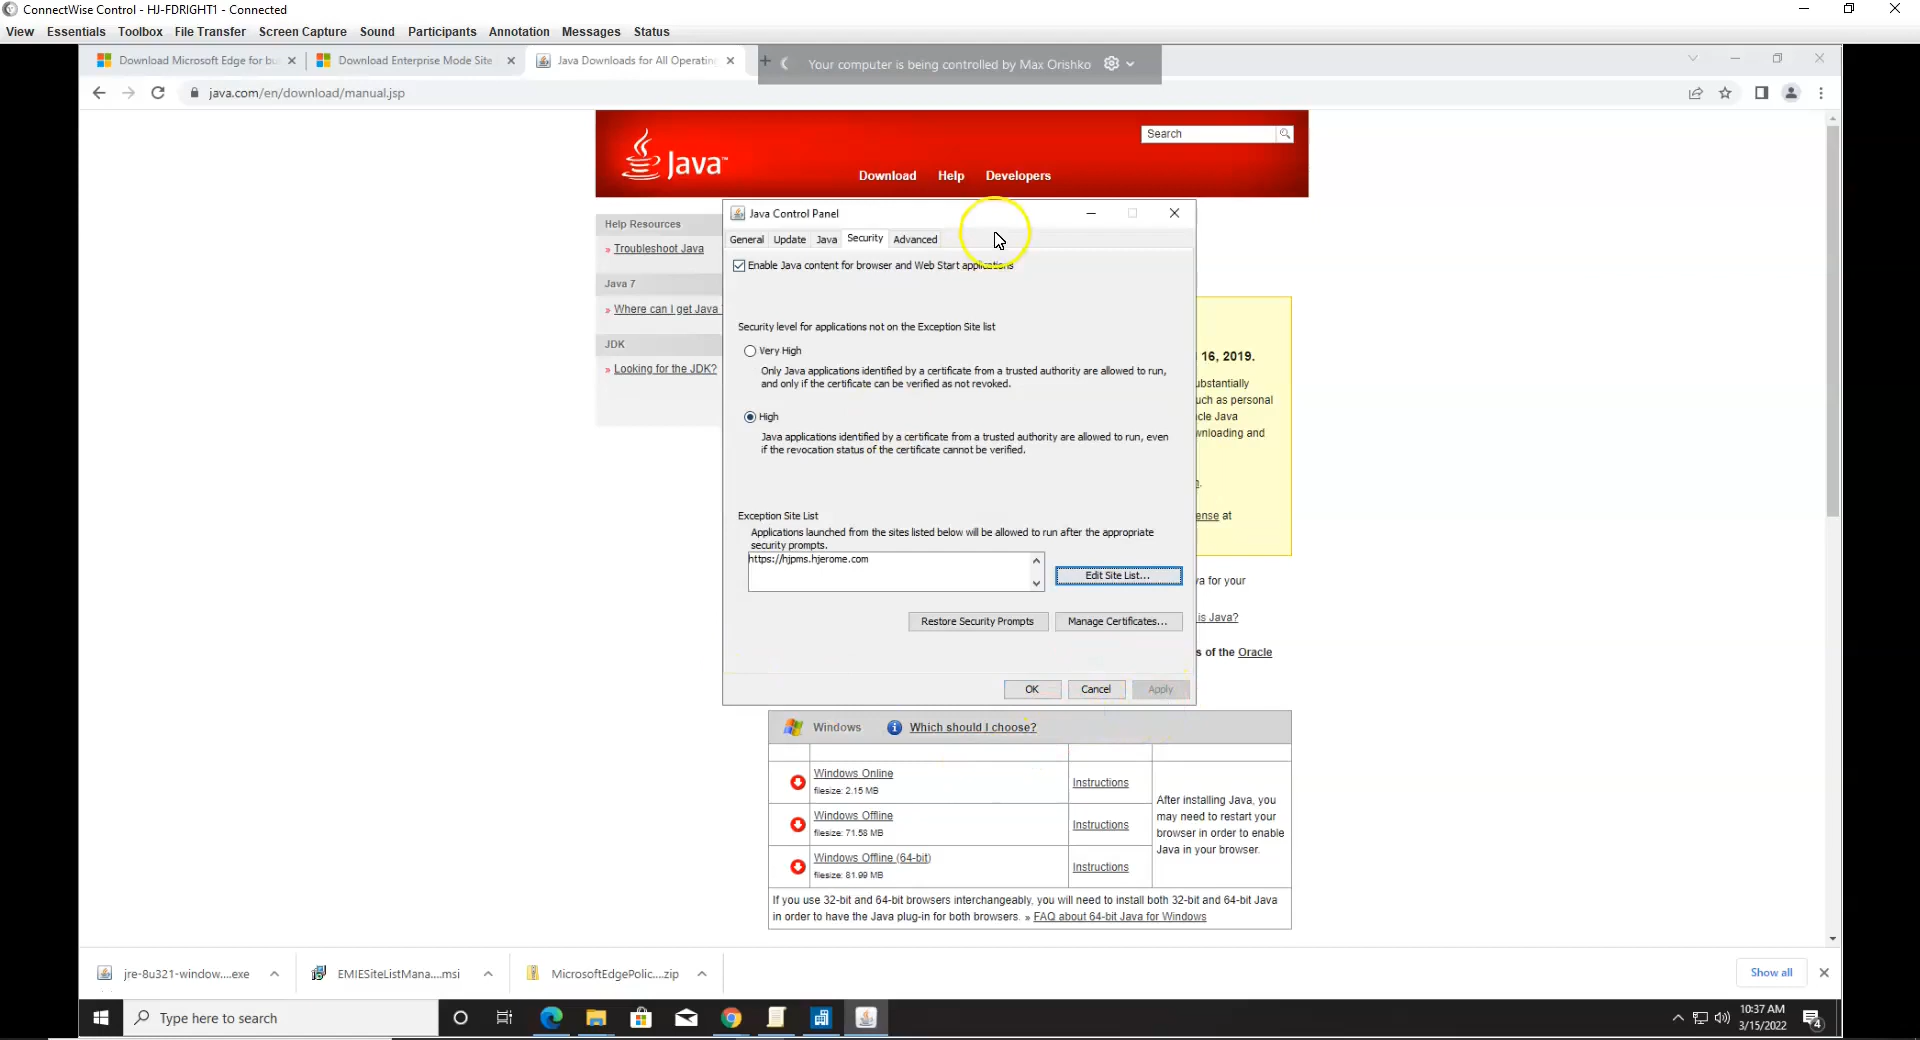 ConnectWise Control - HJ-FDRIGHT1 - Connected
View Essentials Toolbox File Transfer Screen Capture Sound Participants Annotation Messages Status
Download Microsoft Edge for bu
Download Enterprise Mode Site
Java Downloads for All Operating
Your computer is being controlled by Max Orishko
java.com/en/download/manual.jsp
Search
Java™
Download Help Developers
Help Resources
» Troubleshoot Java
Java 7
» Where can I get Java
JDK
» Looking for the JDK?
Java Control Panel
General Update Java Security Advanced
Enable Java content for browser and Web Start applications
Security level for applications not on the Exception Site list
Very High
Only Java applications identified by a certificate from a trusted authority are allowed to run,
and only if the certificate can be verified as not revoked.
High
Java applications identified by a certificate from a trusted authority are allowed to run, even
if the revocation status of the certificate cannot be verified.
Exception Site List
Applications launched from the sites listed below will be allowed to run after the appropriate
security prompts.
https://hjpms.hjerome.com
Edit Site List...
Restore Security Prompts Manage Certificates...
OK Cancel Apply
16, 2019.
ubstantially
uch as personal
cle Java
wnloading and
ense at
va for your
is Java?
s of the Oracle
Windows Which should I choose?
Windows Online
filesize: 2.15 MB
Instructions
Windows Offline
filesize: 71.58 MB
Instructions
Windows Offline (64-bit)
filesize: 81.99 MB
Instructions
After installing Java, you
may need to restart your
browser in order to enable
Java in your browser.
If you use 32-bit and 64-bit browsers interchangeably, you will need to install both 32-bit and 64-bit Java
in order to have the Java plug-in for both browsers. » FAQ about 64-bit Java for Windows
jre-8u321-window....exe
EMIESiteListMana....msi
MicrosoftEdgePolic....zip
Show all
Type here to search
10:37 AM
3/15/2022
4